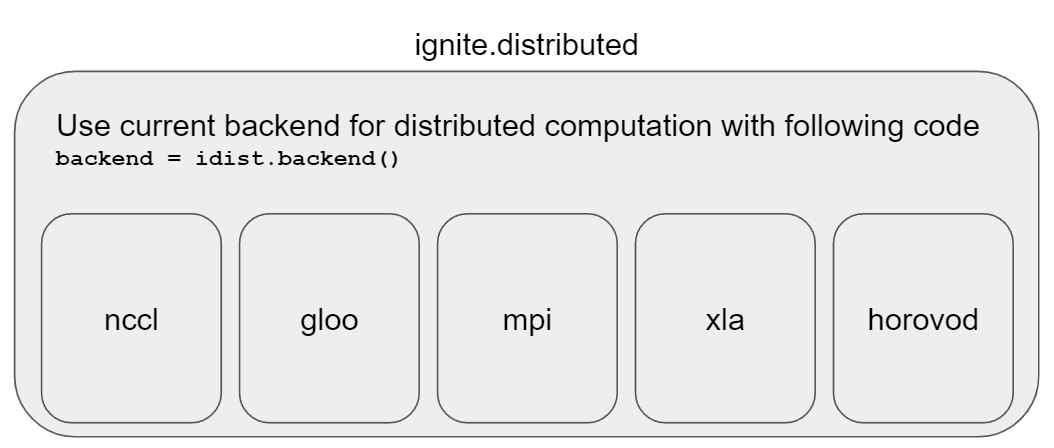 ignite.distributed
Use current backend for distributed computation with following code
backend = idist.backend()
nccl
gloo
mpi
xla
horovod